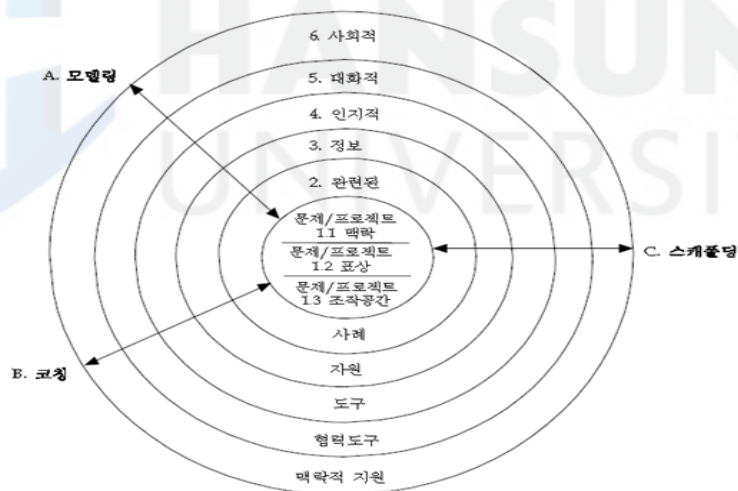 HANSUN
UNIVERSI
6. 사회적
A. 모델링
5. 대화적
4. 인지적
3. 정보
2. 관련된
문제/프로젝트
1.1 맥락
문제/프로젝트
1.2 표상
문제/프로젝트
1.3 조작공간
C. 스캐폴딩
사례
B. 코칭
자원
도구
협력도구
맥락적 지원